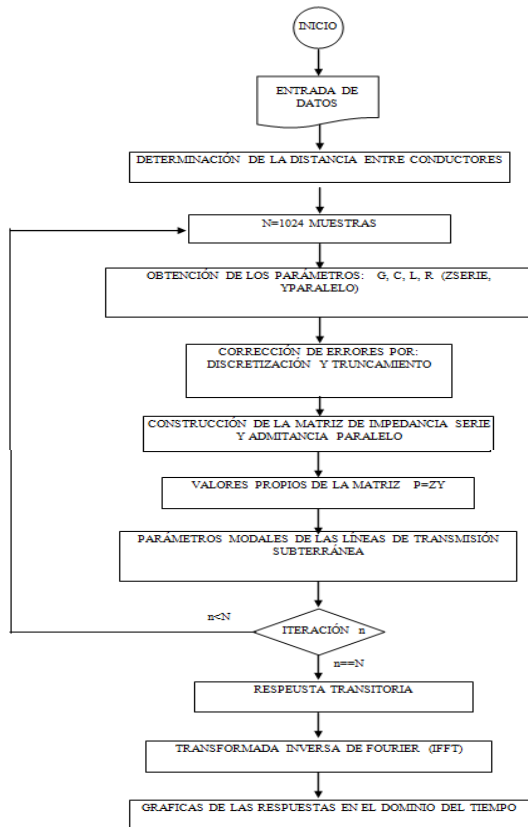 INICIO
ENTRADA DE
DATOS
DETERMINACIÓN DE LA DISTANCIA ENTRE CONDUCTORES
N=1024 MUESTRAS
OBTENCIÓN DE LOS PARÁMETROS: G, C, L, R (ZSERIE,
YPARALELO)
CORRECCIÓN DE ERRORES POR:
DISCRETIZACIÓN Y TRUNCAMIENTO
CONSTRUCCIÓN DE LA MATRIZ DE IMPEDANCIA SERIE
Y ADMITANCIA PARALELO
VALORES PROPIOS DE LA MATRIZ P=ZY
PARÁMETROS MODALES DE LAS LÍNEAS DE TRANSMISIÓN
SUBTERRÁNEA
n<N
ITERACIÓN n
n==N
RESPEUSTA TRANSITORIA
TRANSFORMADA INVERSA DE FOURIER (IFFT)
GRAFICAS DE LAS RESPUESTAS EN EL DOMINIO DEL TIEMPO